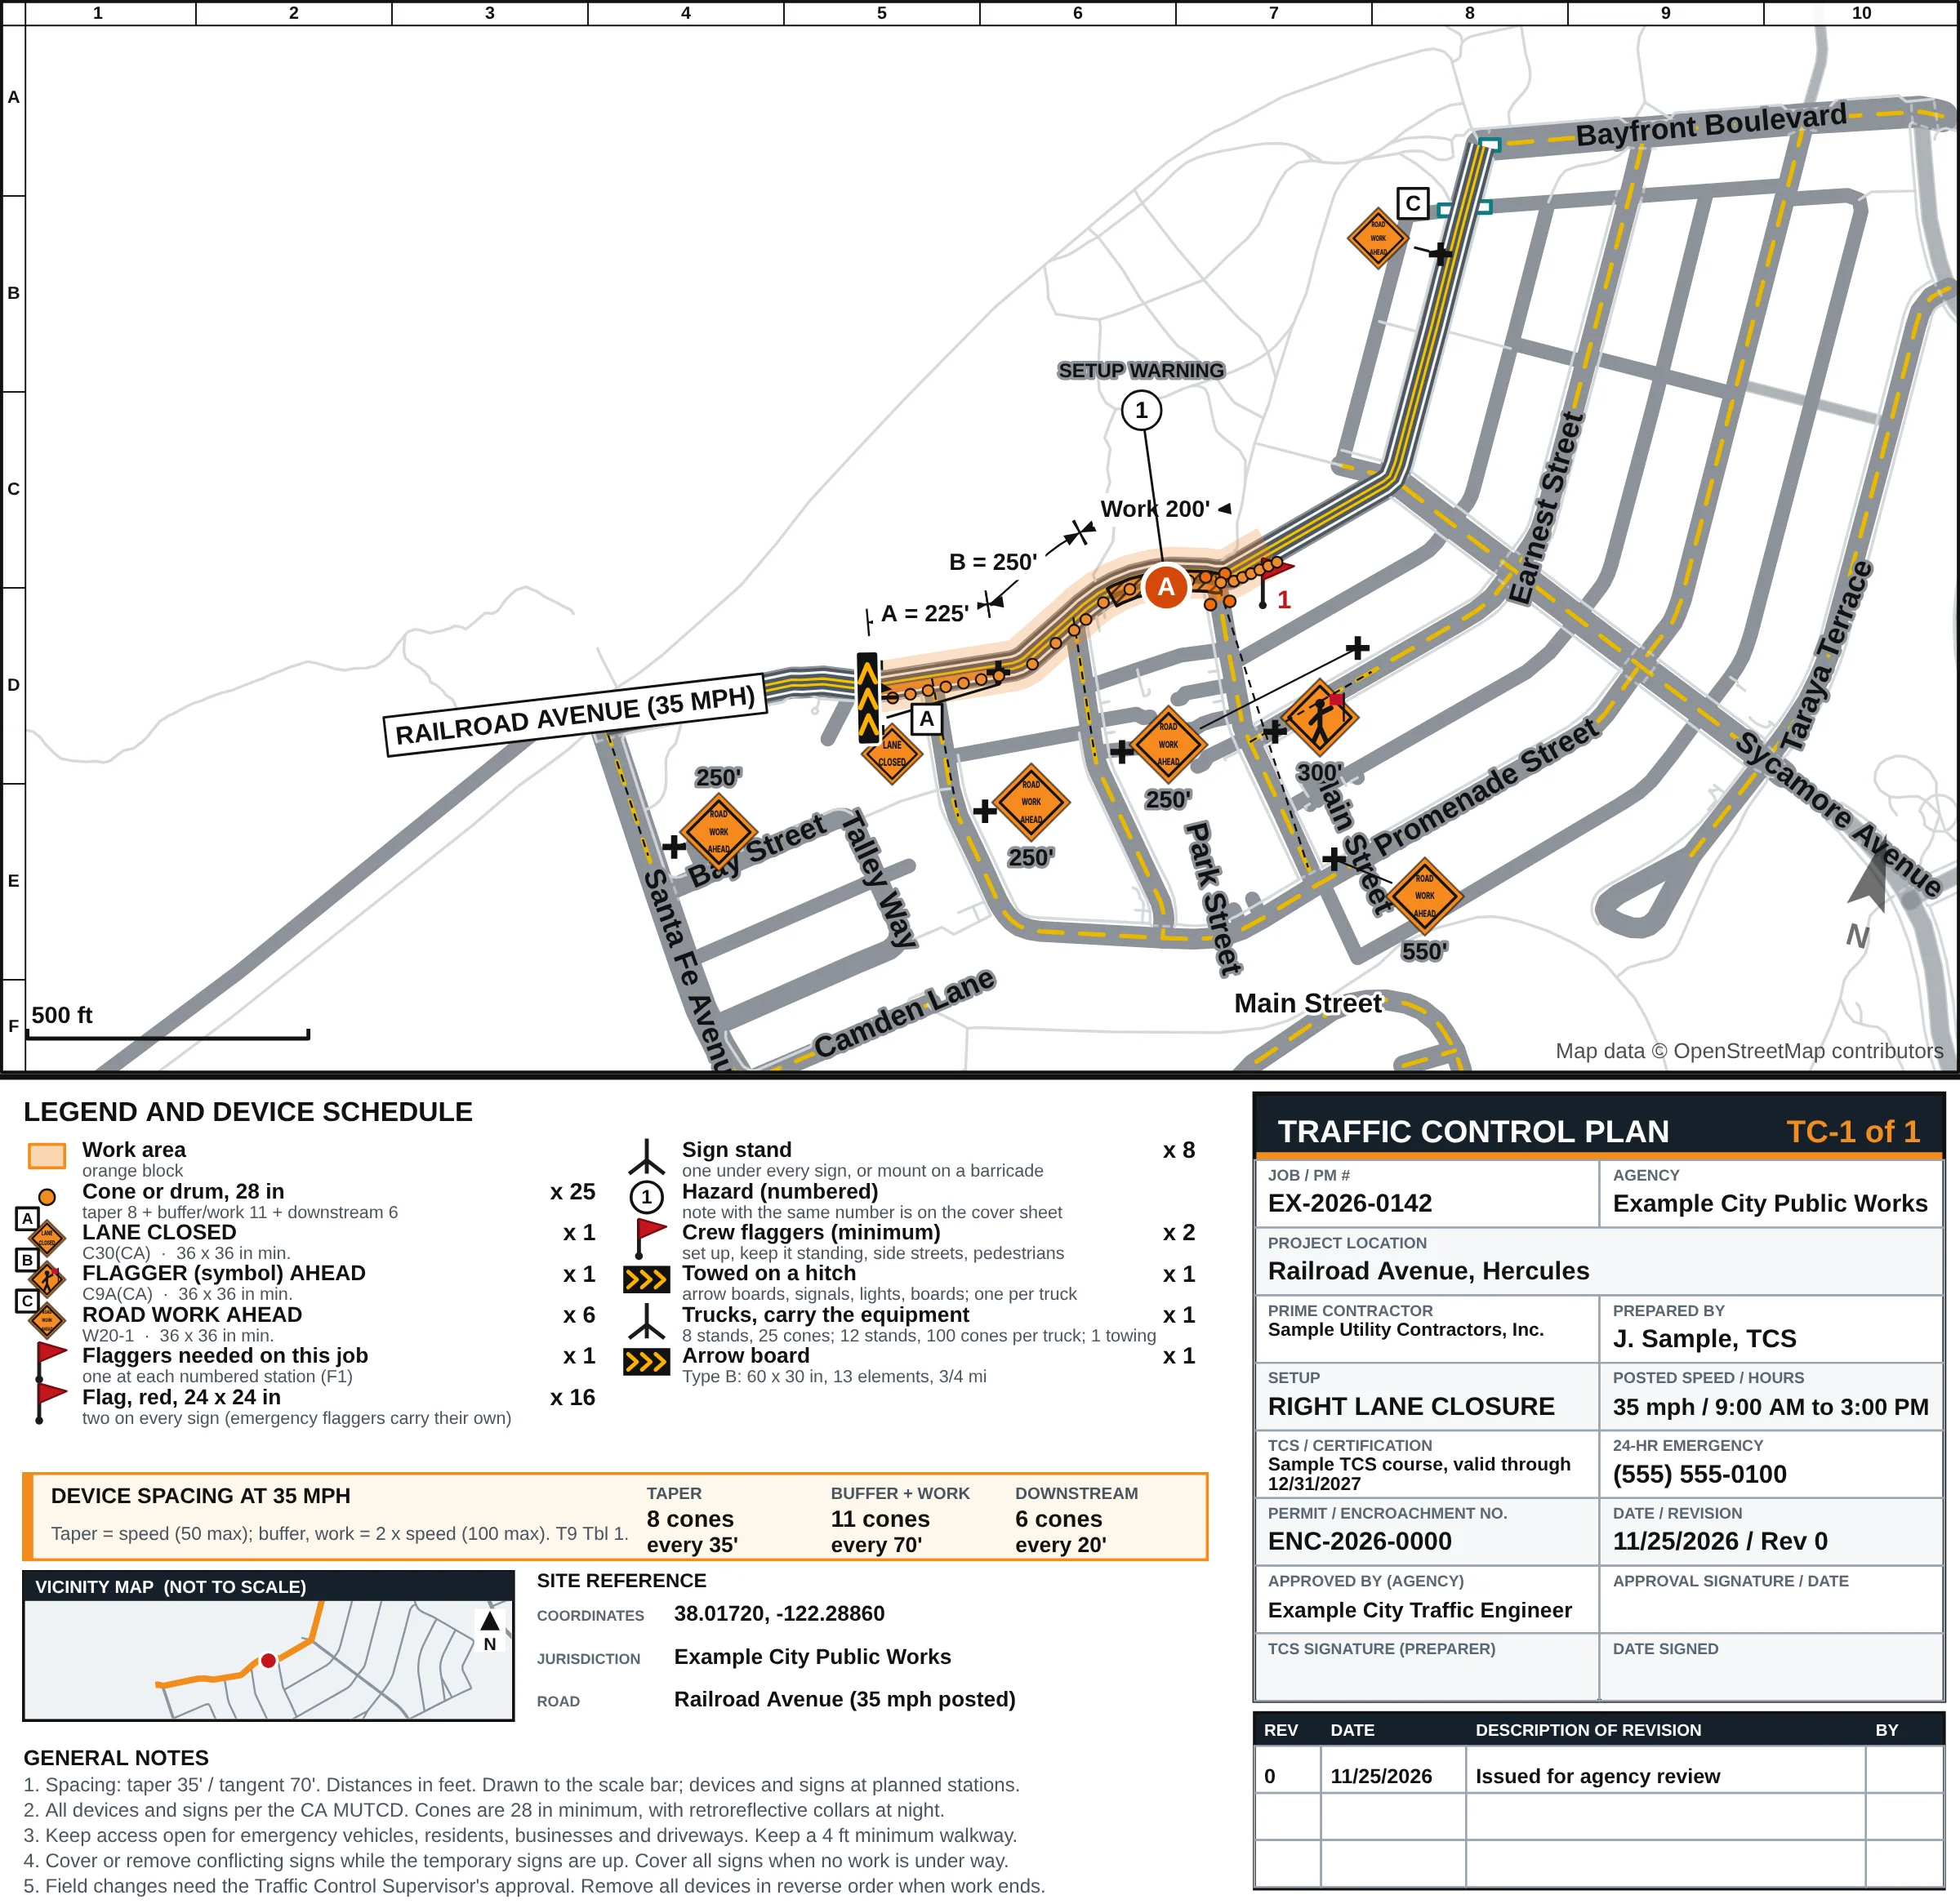 1 2 3 4 5 6 7 8 9 10
A
B
C
D
E
F
Bayfront Boulevard
C
ROAD WORK AHEAD
SETUP WARNING
1
Work 200'
B = 250'
A = 225'
A
1
RAILROAD AVENUE (35 MPH)
A
LANE CLOSED
250'
ROAD WORK AHEAD
ROAD WORK AHEAD
250'
ROAD WORK AHEAD
250'
300'
ROAD WORK AHEAD
550'
Earnest Street
Taraya Terrace
Sycamore Avenue
Promenade Street
Main Street
Park Street
Bay Street
Talley Way
Santa Fe Avenu
Camden Lane
Main Street
N
500 ft
Map data © OpenStreetMap contributors
LEGEND AND DEVICE SCHEDULE
Work area
orange block
Cone or drum, 28 in x 25
taper 8 + buffer/work 11 + downstream 6
A
LANE CLOSED x 1
C30(CA) · 36 x 36 in min.
B
FLAGGER (symbol) AHEAD x 1
C9A(CA) · 36 x 36 in min.
C
ROAD WORK AHEAD x 6
W20-1 · 36 x 36 in min.
Flaggers needed on this job x 1
one at each numbered station (F1)
Flag, red, 24 x 24 in x 16
two on every sign (emergency flaggers carry their own)
Sign stand x 8
one under every sign, or mount on a barricade
1
Hazard (numbered)
note with the same number is on the cover sheet
Crew flaggers (minimum) x 2
set up, keep it standing, side streets, pedestrians
Towed on a hitch x 1
arrow boards, signals, lights, boards; one per truck
Trucks, carry the equipment x 1
8 stands, 25 cones; 12 stands, 100 cones per truck; 1 towing
Arrow board x 1
Type B: 60 x 30 in, 13 elements, 3/4 mi
DEVICE SPACING AT 35 MPH
Taper = speed (50 max); buffer, work = 2 x speed (100 max). T9 Tbl 1.
TAPER
8 cones
every 35'
BUFFER + WORK
11 cones
every 70'
DOWNSTREAM
6 cones
every 20'
VICINITY MAP (NOT TO SCALE)
N
SITE REFERENCE
COORDINATES 38.01720, -122.28860
JURISDICTION Example City Public Works
ROAD Railroad Avenue (35 mph posted)
GENERAL NOTES
1. Spacing: taper 35' / tangent 70'. Distances in feet. Drawn to the scale bar; devices and signs at planned stations.
2. All devices and signs per the CA MUTCD. Cones are 28 in minimum, with retroreflective collars at night.
3. Keep access open for emergency vehicles, residents, businesses and driveways. Keep a 4 ft minimum walkway.
4. Cover or remove conflicting signs while the temporary signs are up. Cover all signs when no work is under way.
5. Field changes need the Traffic Control Supervisor's approval. Remove all devices in reverse order when work ends.
TRAFFIC CONTROL PLAN TC-1 of 1
JOB / PM #
EX-2026-0142
AGENCY
Example City Public Works
PROJECT LOCATION
Railroad Avenue, Hercules
PRIME CONTRACTOR
Sample Utility Contractors, Inc.
PREPARED BY
J. Sample, TCS
SETUP
RIGHT LANE CLOSURE
POSTED SPEED / HOURS
35 mph / 9:00 AM to 3:00 PM
TCS / CERTIFICATION
Sample TCS course, valid through
12/31/2027
24-HR EMERGENCY
(555) 555-0100
PERMIT / ENCROACHMENT NO.
ENC-2026-0000
DATE / REVISION
11/25/2026 / Rev 0
APPROVED BY (AGENCY)
Example City Traffic Engineer
APPROVAL SIGNATURE / DATE
TCS SIGNATURE (PREPARER)
DATE SIGNED
REV DATE DESCRIPTION OF REVISION BY
0 11/25/2026 Issued for agency review